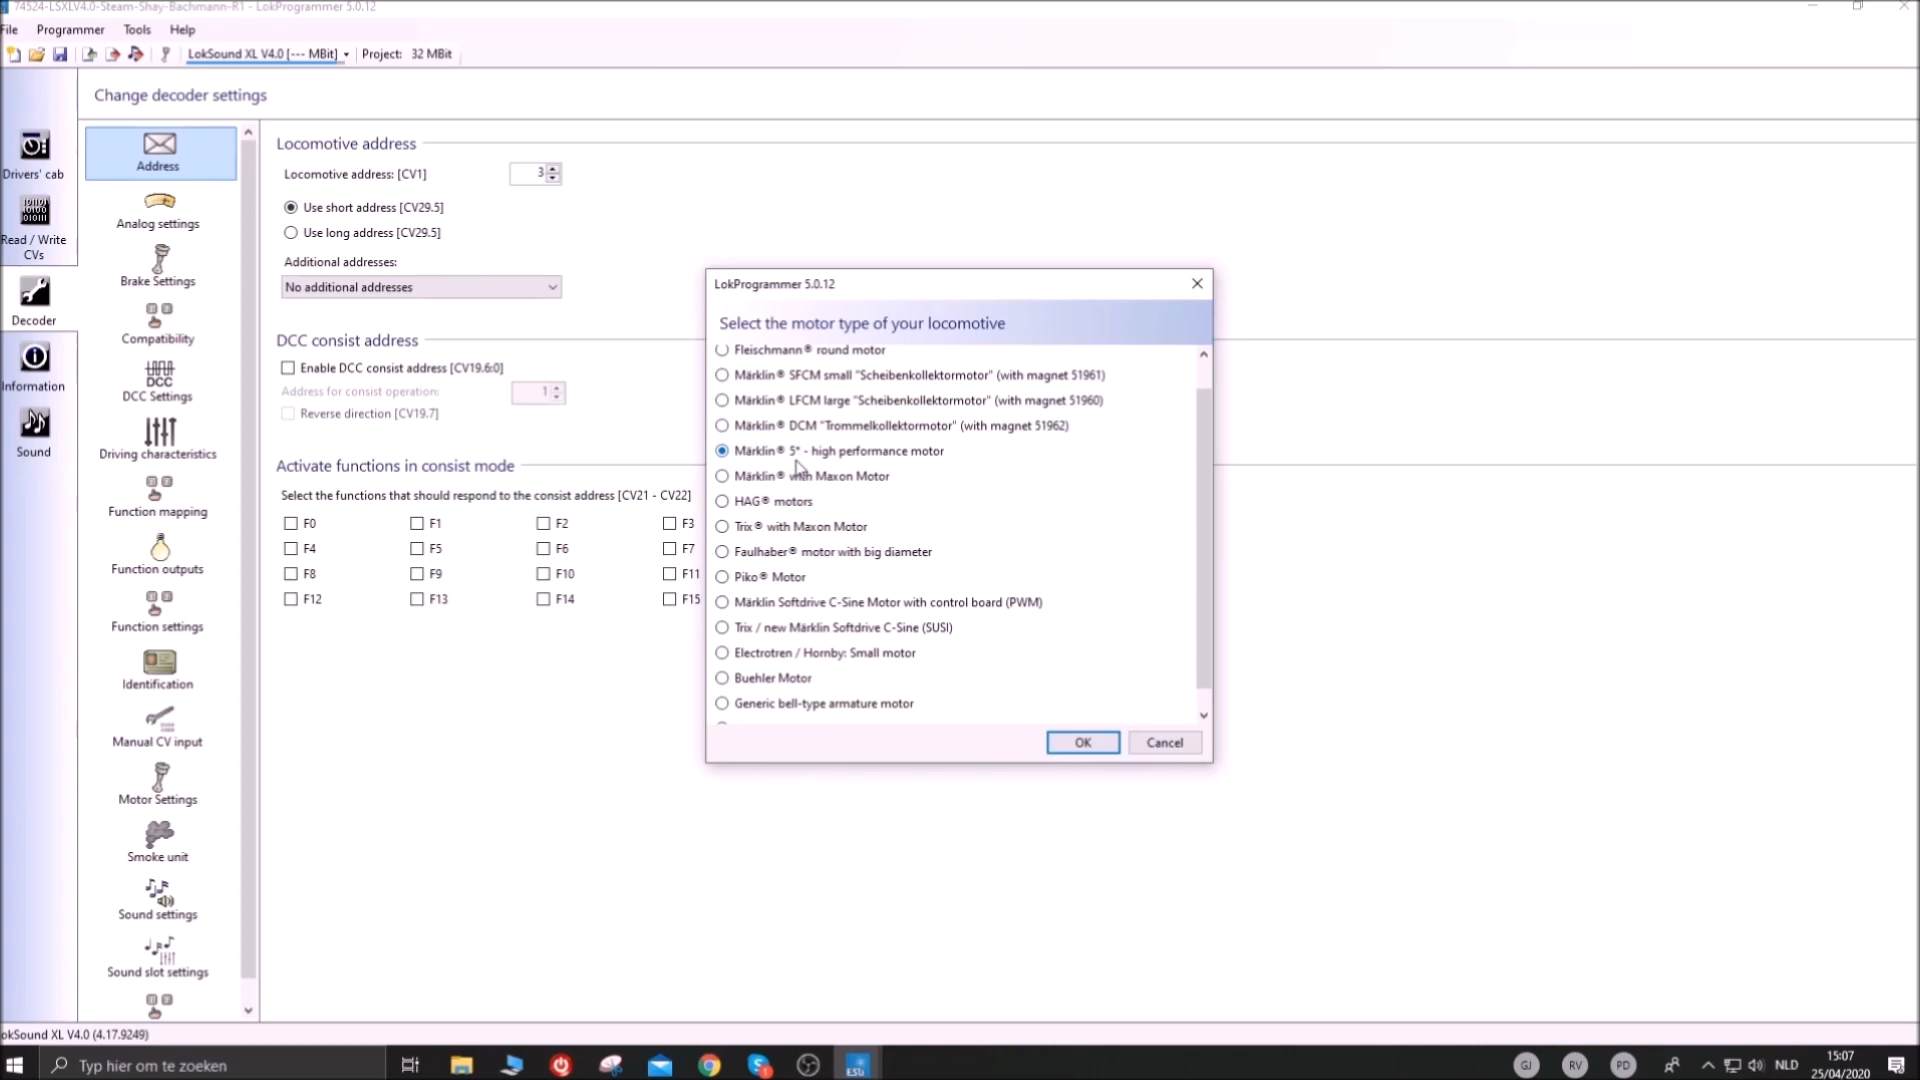 74524-LSXLV4.0-Steam-Shay-Bachmann-R1 - LokProgrammer 5.0.12
File Programmer Tools Help
LokSound XL V4.0 [--- MBit] Project: 32 MBit
Change decoder settings
Drivers' cab
Read / Write
CVs
Decoder
Information
Sound
Address
Analog settings
Brake Settings
Compatibility
DCC
DCC Settings
Driving characteristics
Function mapping
Function outputs
Function settings
Identification
Manual CV input
Motor Settings
Smoke unit
Sound settings
Sound slot settings
Locomotive address
Locomotive address: [CV1] 3
Use short address [CV29.5]
Use long address [CV29.5]
Additional addresses:
No additional addresses
DCC consist address
Enable DCC consist address [CV19.6:0]
Address for consist operation: 1
Reverse direction [CV19.7]
Activate functions in consist mode
Select the functions that should respond to the consist address [CV21 - CV22]
F0 F1 F2 F3
F4 F5 F6 F7
F8 F9 F10 F11
F12 F13 F14 F15
LokProgrammer 5.0.12
Select the motor type of your locomotive
Fleischmann® round motor
Märklin® SFCM small "Scheibenkollektormotor" (with magnet 51961)
Märklin® LFCM large "Scheibenkollektormotor" (with magnet 51960)
Märklin® DCM "Trommelkollektormotor" (with magnet 51962)
Märklin® 5* - high performance motor
Märklin® with Maxon Motor
HAG® motors
Trix® with Maxon Motor
Faulhaber® motor with big diameter
Piko® Motor
Märklin Softdrive C-Sine Motor with control board (PWM)
Trix / new Märklin Softdrive C-Sine (SUSI)
Electrotren / Hornby: Small motor
Buehler Motor
Generic bell-type armature motor
OK Cancel
okSound XL V4.0 (4.17.9249)
Typ hier om te zoeken
ESU
GJ RV PD
NLD
15:07
25/04/2020